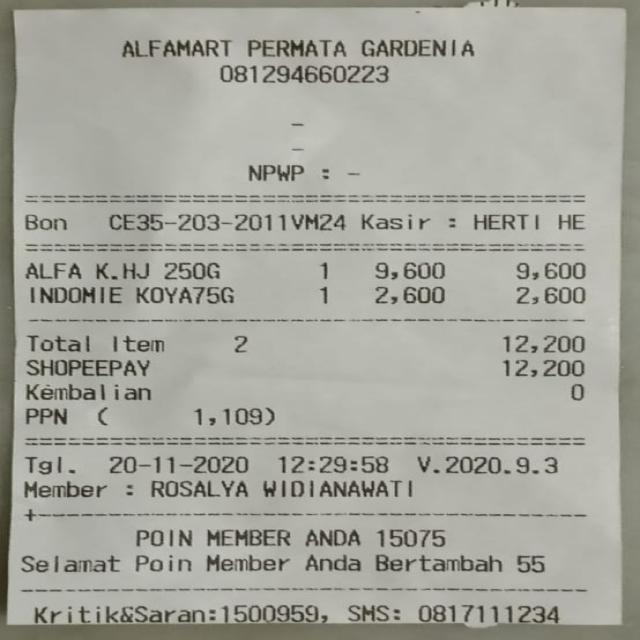 ALFAMART PERMATA GARDENIA
081294660223
-
-
NPWP : -
Bon CE35-203-2011VM24 Kasir : HERTI HE
ALFA K.HJ 250G 1 9,600 9,600
INDOMIE KOYA75G 1 2,600 2,600
Total Item 2 12,200
SHOPEEPAY 12,200
Kembalian 0
PPN ( 1,109)
Tgl. 20-11-2020 12:29:58 V.2020.9.3
Member : ROSALYA WIDIANAWATI
POIN MEMBER ANDA 15075
Selamat Poin Member Anda Bertambah 55
Kritik&Saran:1500959, SMS: 0817111234